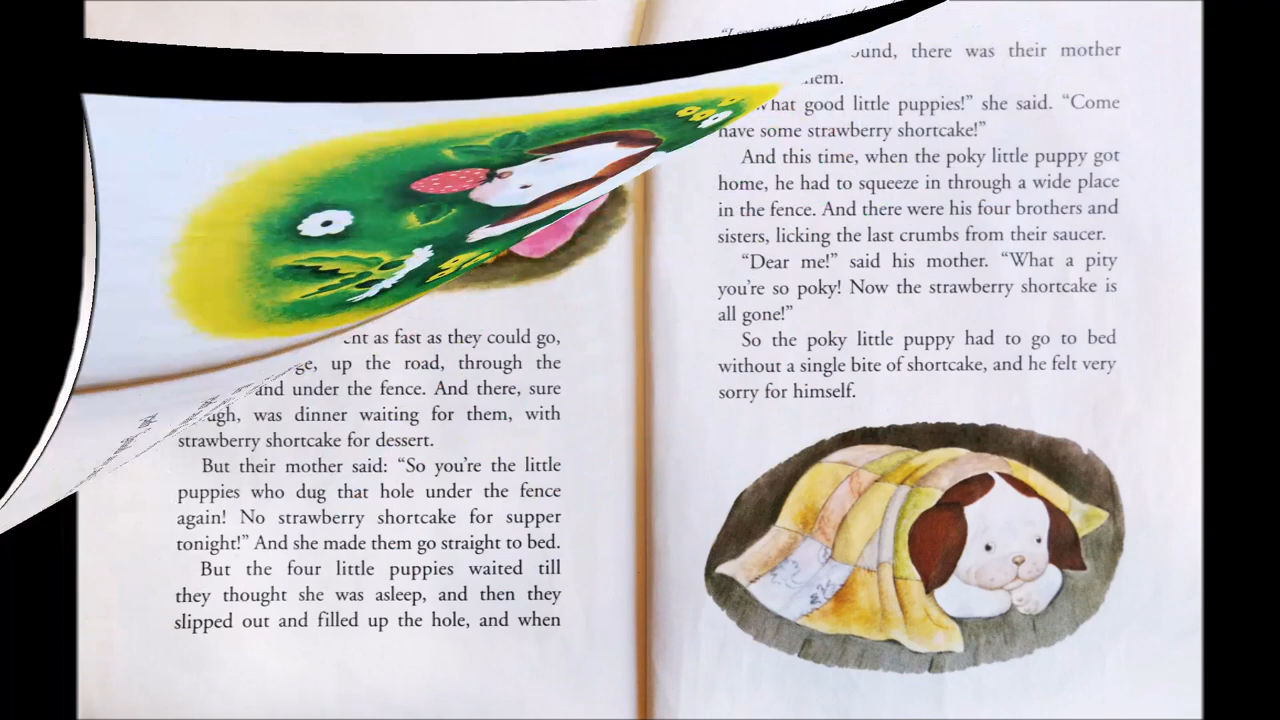 as fast as they could go,
up the road, through the
and under the fence. And there, sure
was dinner waiting for them, with
strawberry shortcake for dessert.
But their mother said: “So you’re the little
puppies who dug that hole under the fence
again! No strawberry shortcake for supper
tonight!” And she made them go straight to bed.
But the four little puppies waited till
they thought she was asleep, and then they
slipped out and filled up the hole, and when
there was their mother
good little puppies!” she said. “Come
have some strawberry shortcake!”
And this time, when the poky little puppy got
home, he had to squeeze in through a wide place
in the fence. And there were his four brothers and
sisters, licking the last crumbs from their saucer.
“Dear me!” said his mother. “What a pity
you’re so poky! Now the strawberry shortcake is
all gone!”
So the poky little puppy had to go to bed
without a single bite of shortcake, and he felt very
sorry for himself.